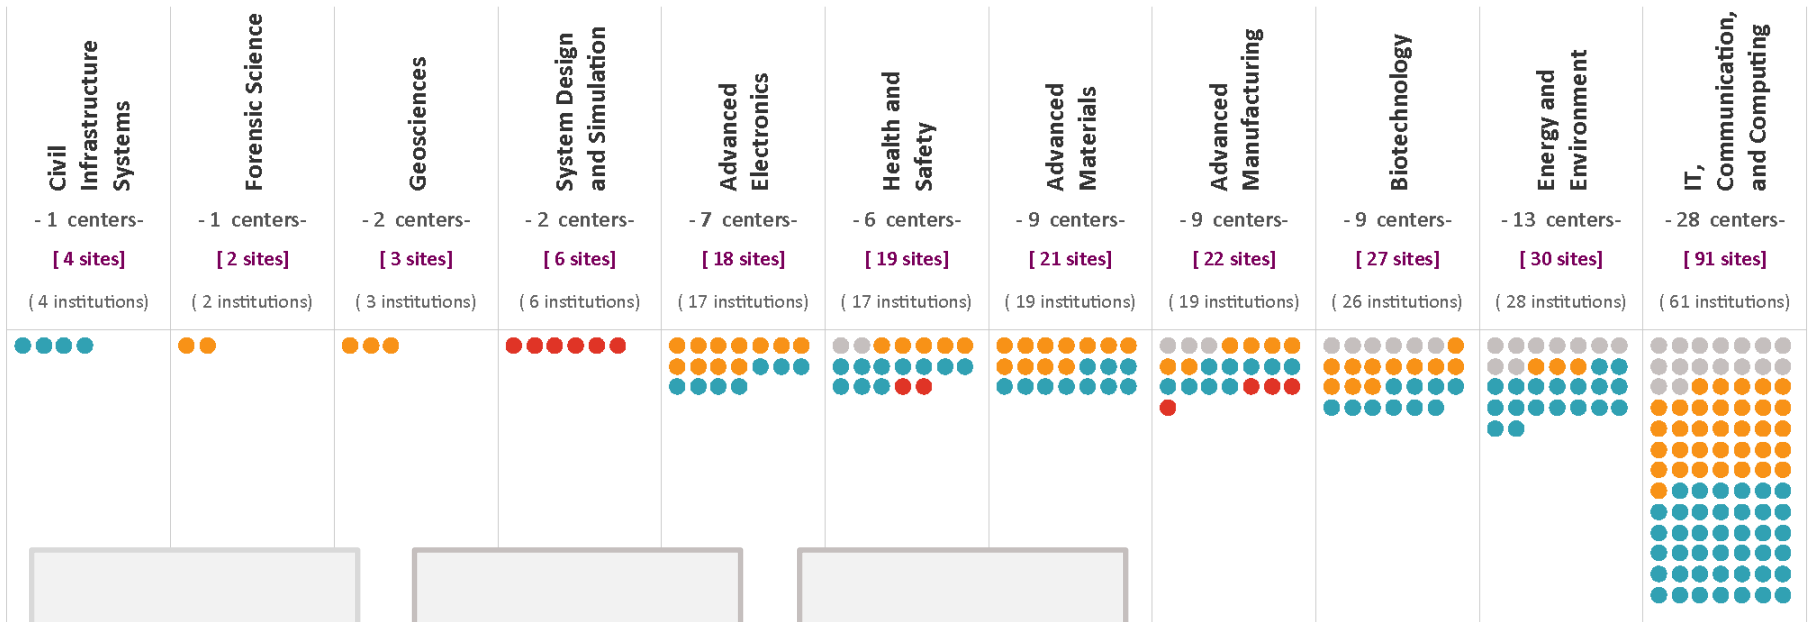 Civil
Infrastructure
Systems
- 1 centers-
[ 4 sites]
( 4 institutions)
Forensic Science
- 1 centers-
[ 2 sites]
( 2 institutions)
Geosciences
- 2 centers-
[ 3 sites]
( 3 institutions)
System Design
and Simulation
- 2 centers-
[ 6 sites]
( 6 institutions)
Advanced
Electronics
- 7 centers-
[ 18 sites]
( 17 institutions)
Health and
Safety
- 6 centers-
[ 19 sites]
( 17 institutions)
Advanced
Materials
- 9 centers-
[ 21 sites]
( 19 institutions)
Advanced
Manufacturing
- 9 centers-
[ 22 sites]
( 19 institutions)
Biotechnology
- 9 centers-
[ 27 sites]
( 26 institutions)
Energy and
Environment
- 13 centers-
[ 30 sites]
( 28 institutions)
IT,
Communication,
and Computing
- 28 centers-
[ 91 sites]
( 61 institutions)